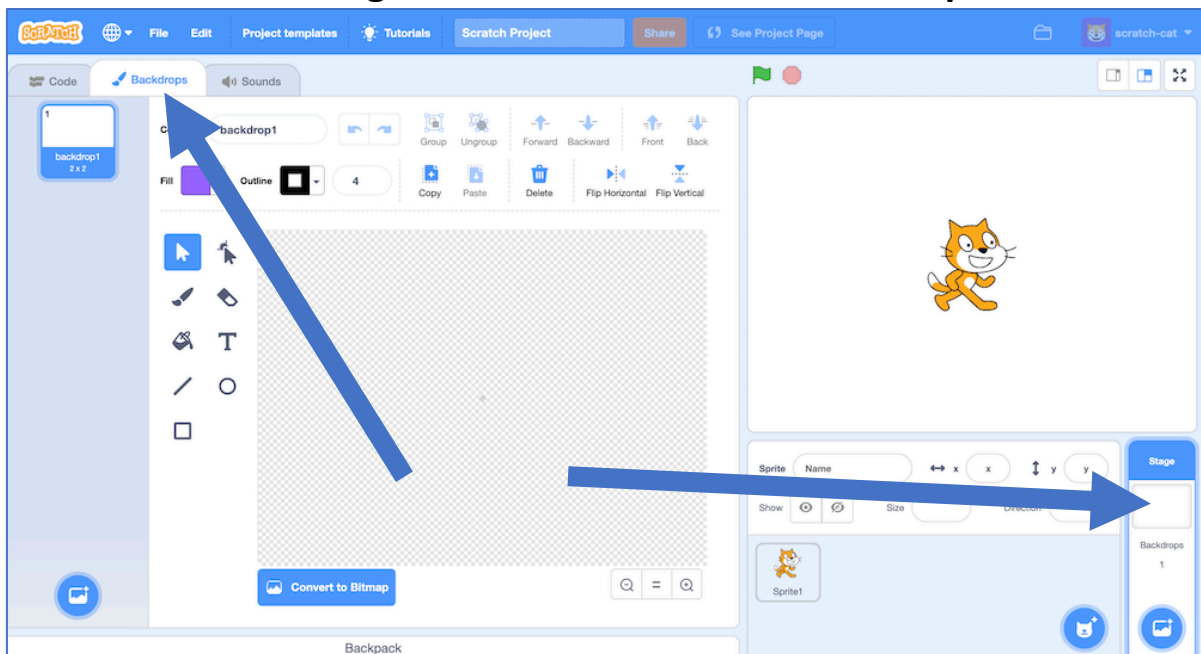 SCRATCH File Edit Project templates Tutorials Scratch Project Share See Project Page scratch-cat
Code Backdrops Sounds
1
backdrop1
2 x 2
backdrop1
Group Ungroup Forward Backward Front Back
Fill Outline 4
Copy Paste Delete Flip Horizontal Flip Vertical
T
Convert to Bitmap
=
Backpack
Sprite Name x x y y
Show Size
Sprite1
Stage
Backdrops
1